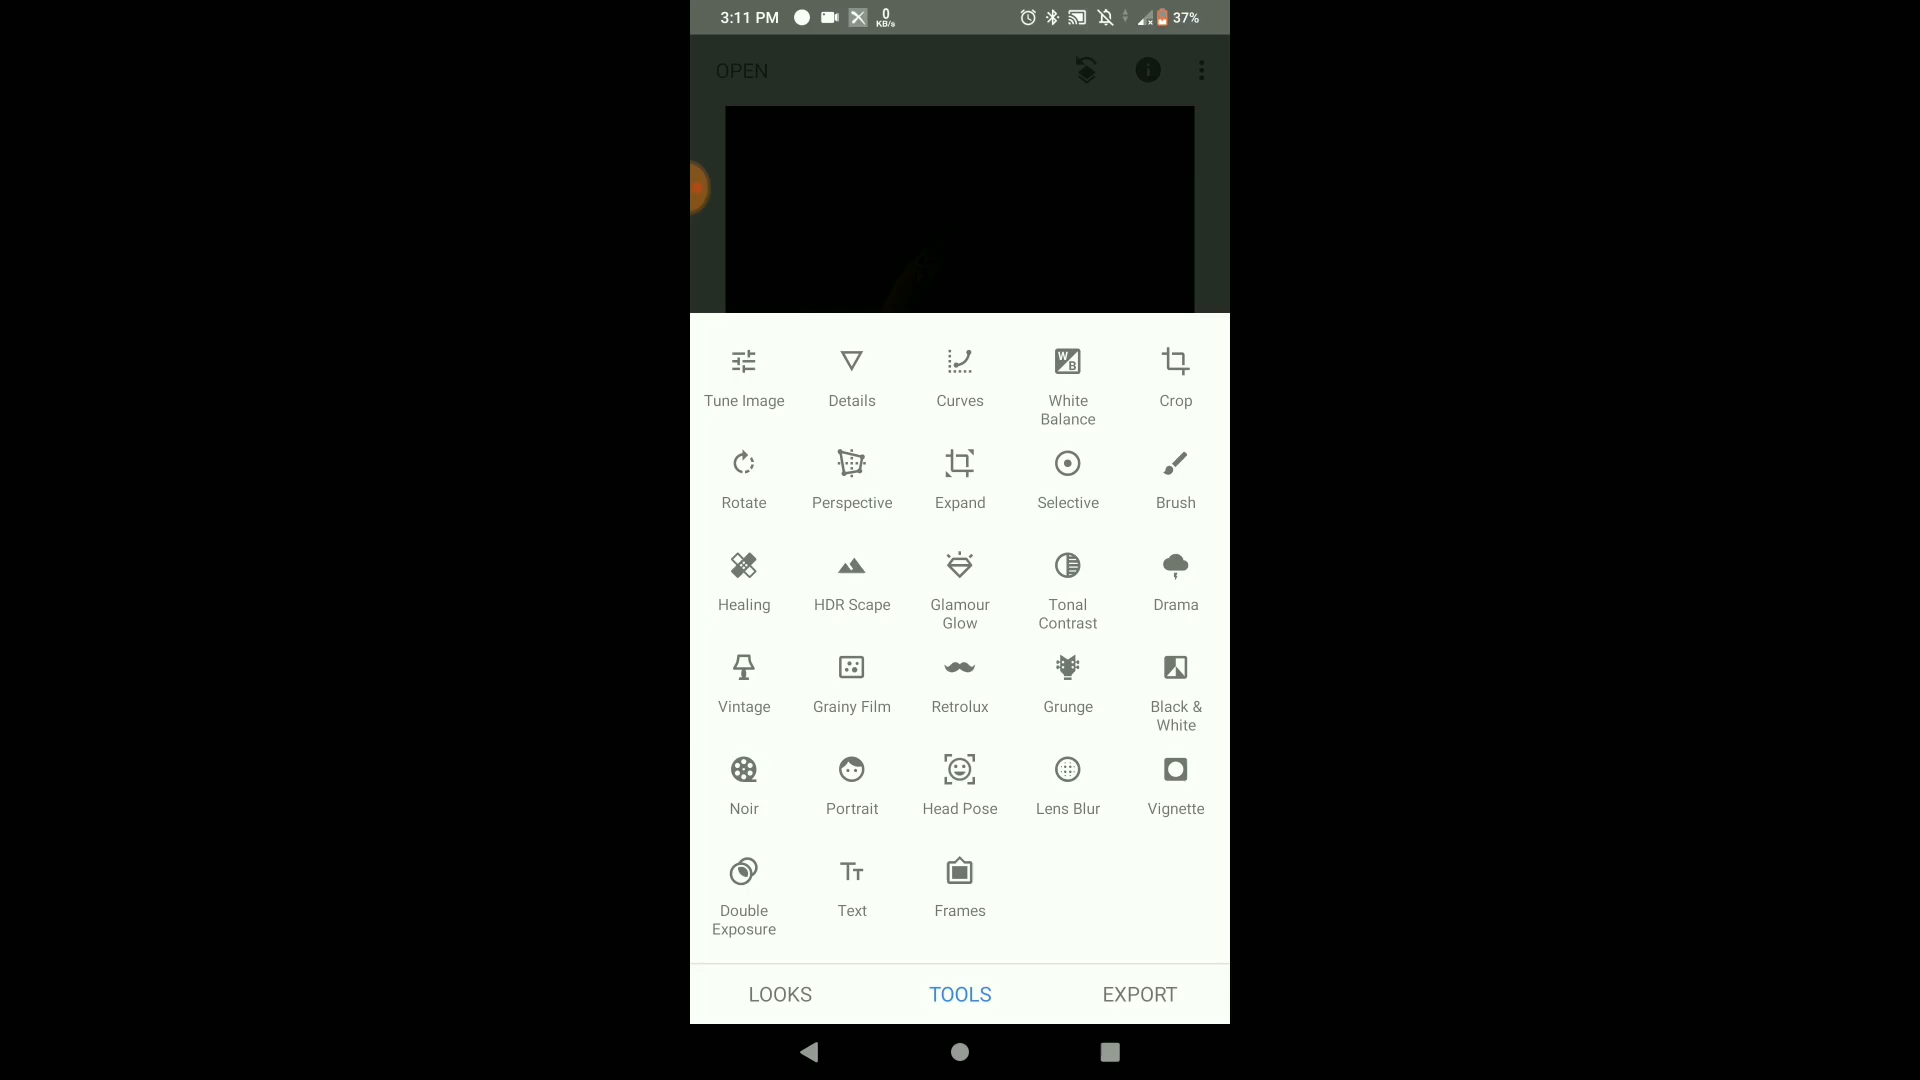 3:11 PM 0 KB/s 37%
OPEN
Tune Image Details Curves White Balance Crop
Rotate Perspective Expand Selective Brush
Healing HDR Scape Glamour Glow Tonal Contrast Drama
Vintage Grainy Film Retrolux Grunge Black & White
Noir Portrait Head Pose Lens Blur Vignette
Double Exposure Text Frames
LOOKS TOOLS EXPORT